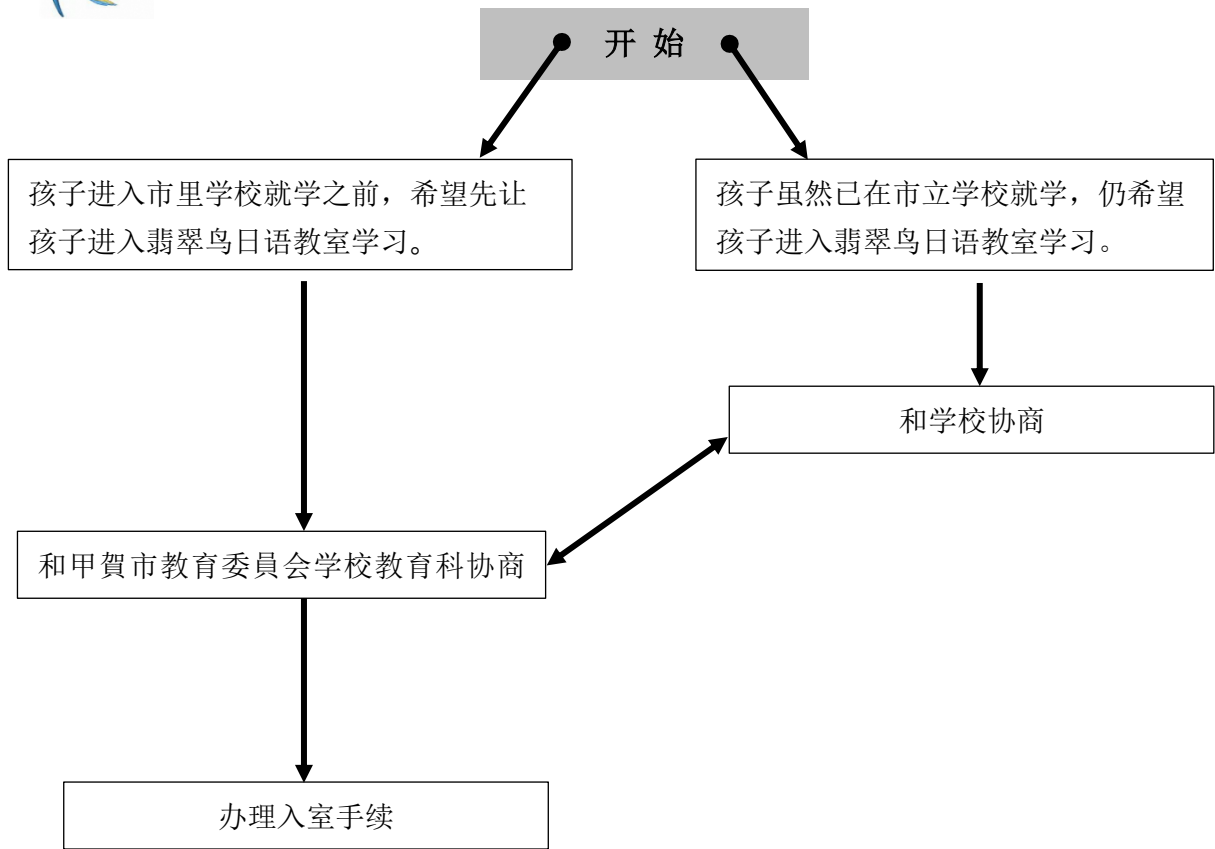 开 始
孩子进入市里学校就学之前，希望先让
孩子进入翡翠鸟日语教室学习。
孩子虽然已在市立学校就学，仍希望
孩子进入翡翠鸟日语教室学习。
和学校协商
和甲賀市教育委員会学校教育科协商
办理入室手续